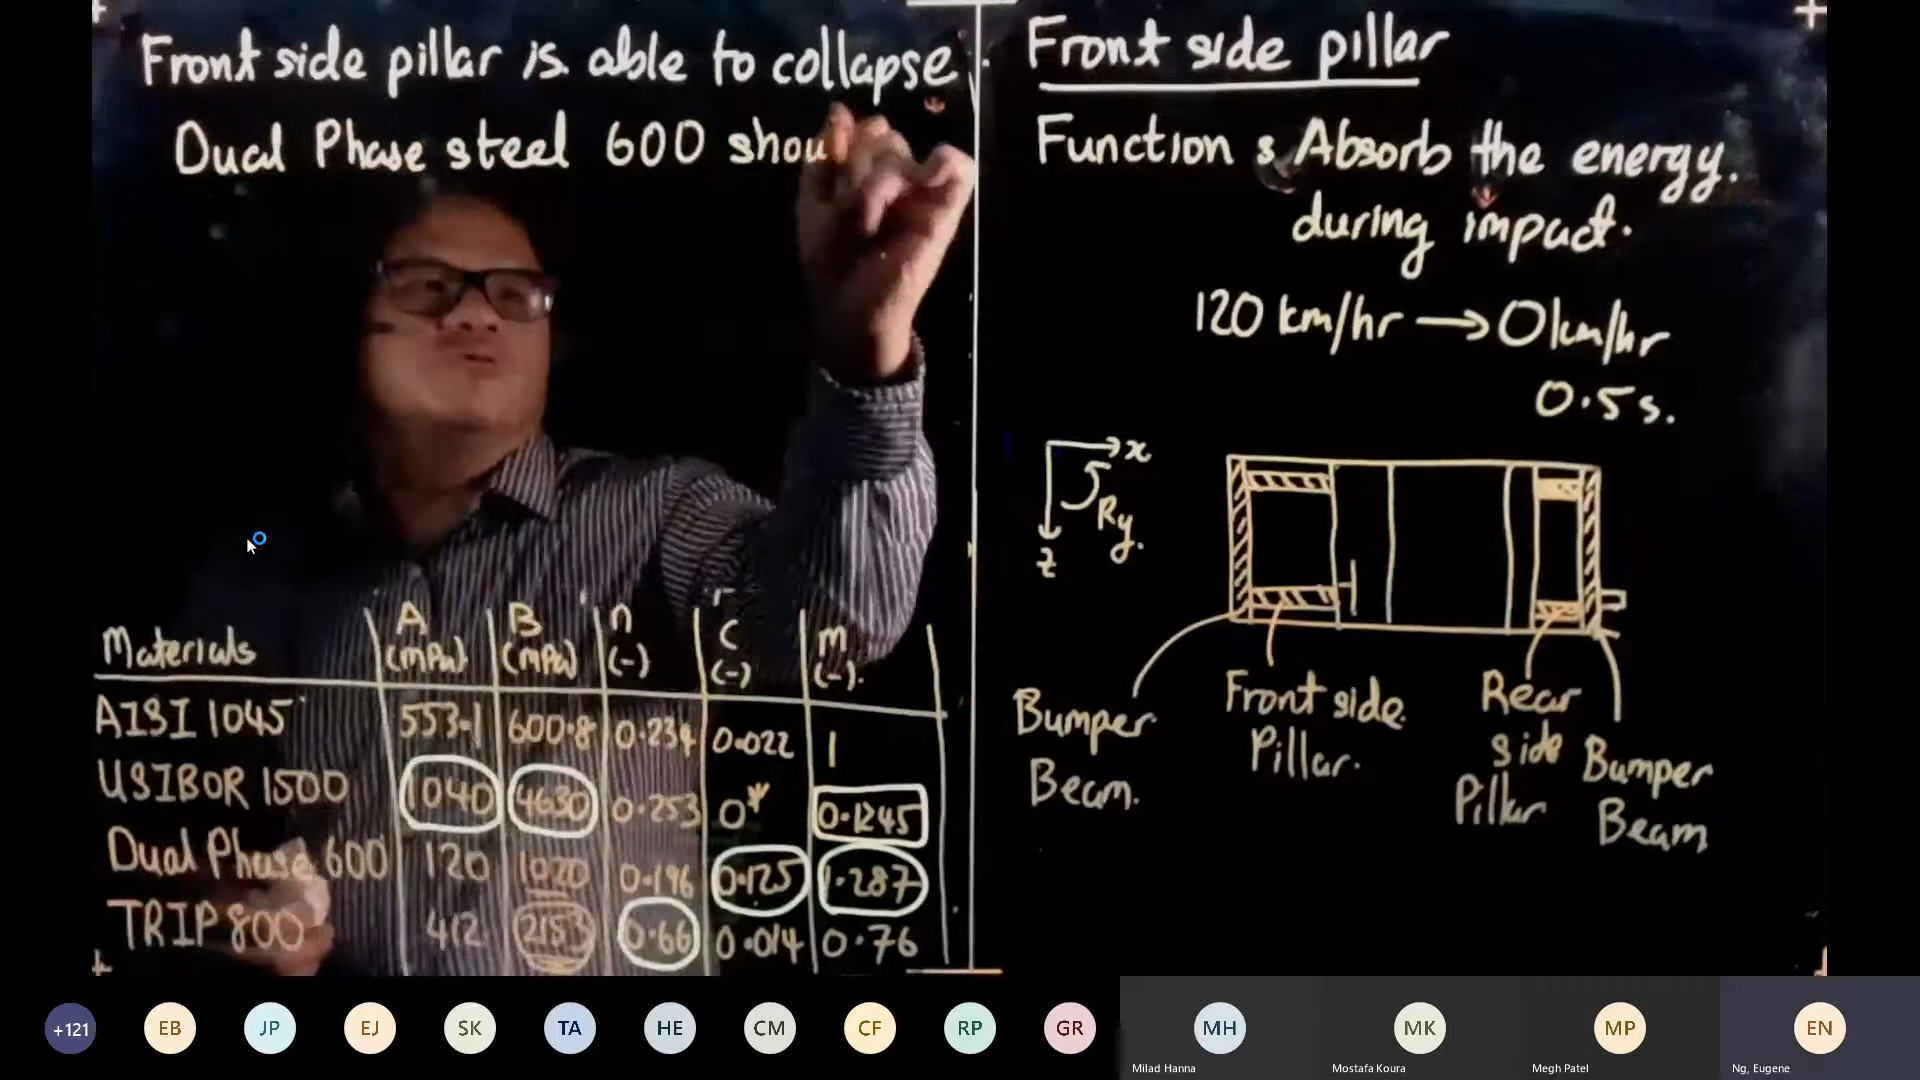 Front side pillar is able to collapse.
Dual Phase steel 600 shou
Materials A (MPa) B (MPa) n (-) C (-) m (-).
AISI 1045 553.1 600.8 0.234 0.022 1
USIBOR 1500 1040 4630 0.253 0* 0.1245
Dual Phase 600 120 1020 0.196 0.125 1.287
TRIP 800 412 2153 0.66 0.014 0.76
Front side pillar
Function : Absorb the energy.
during impact.
120 km/hr → 0 km/hr
0.5 s.
x
Ry.
z
Bumper
Beam.
Front side
Pillar.
Rear
side
Pillar
Bumper
Beam
+121
EB
JP
EJ
SK
TA
HE
CM
CF
RP
GR
MH
Milad Hanna
MK
Mostafa Koura
MP
Megh Patel
EN
Ng, Eugene